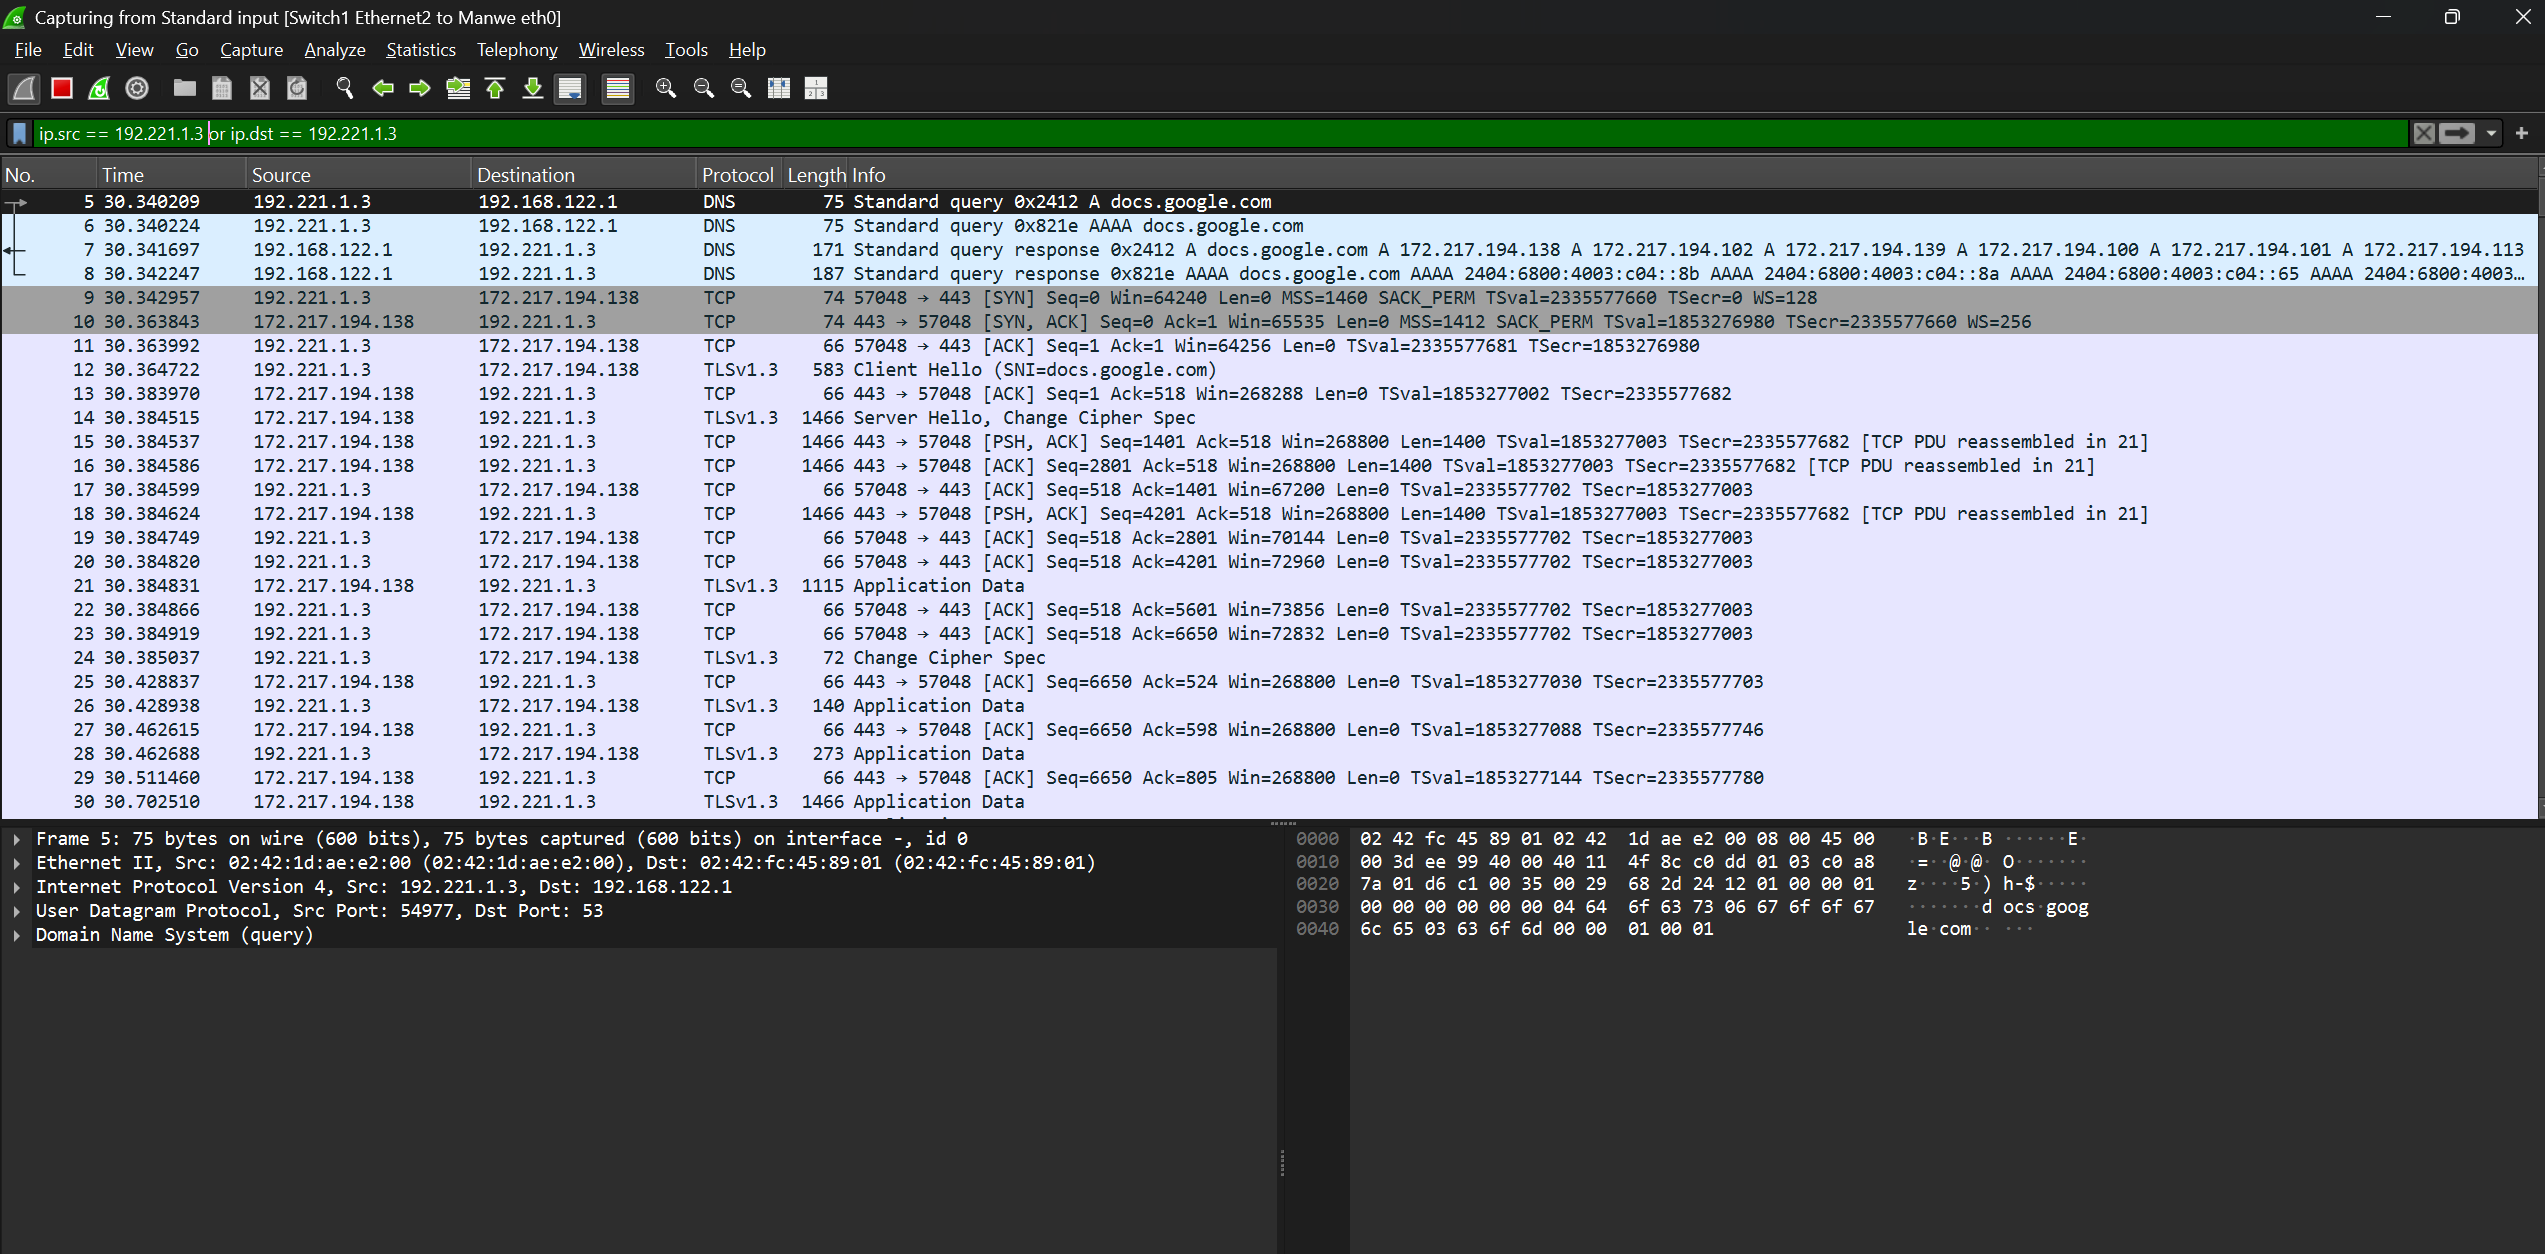 Capturing from Standard input [Switch1 Ethernet2 to Manwe eth0]
File Edit View Go Capture Analyze Statistics Telephony Wireless Tools Help
ip.src == 192.221.1.3 or ip.dst == 192.221.1.3
No. Time Source Destination Protocol Length Info
5 30.340209 192.221.1.3 192.168.122.1 DNS 75 Standard query 0x2412 A docs.google.com
6 30.340224 192.221.1.3 192.168.122.1 DNS 75 Standard query 0x821e AAAA docs.google.com
7 30.341697 192.168.122.1 192.221.1.3 DNS 171 Standard query response 0x2412 A docs.google.com A 172.217.194.138 A 172.217.194.102 A 172.217.194.139 A 172.217.194.100 A 172.217.194.101 A 172.217.194.113
8 30.342247 192.168.122.1 192.221.1.3 DNS 187 Standard query response 0x821e AAAA docs.google.com AAAA 2404:6800:4003:c04::8b AAAA 2404:6800:4003:c04::8a AAAA 2404:6800:4003:c04::65 AAAA 2404:6800:4003…
9 30.342957 192.221.1.3 172.217.194.138 TCP 74 57048 → 443 [SYN] Seq=0 Win=64240 Len=0 MSS=1460 SACK_PERM TSval=2335577660 TSecr=0 WS=128
10 30.363843 172.217.194.138 192.221.1.3 TCP 74 443 → 57048 [SYN, ACK] Seq=0 Ack=1 Win=65535 Len=0 MSS=1412 SACK_PERM TSval=1853276980 TSecr=2335577660 WS=256
11 30.363992 192.221.1.3 172.217.194.138 TCP 66 57048 → 443 [ACK] Seq=1 Ack=1 Win=64256 Len=0 TSval=2335577681 TSecr=1853276980
12 30.364722 192.221.1.3 172.217.194.138 TLSv1.3 583 Client Hello (SNI=docs.google.com)
13 30.383970 172.217.194.138 192.221.1.3 TCP 66 443 → 57048 [ACK] Seq=1 Ack=518 Win=268288 Len=0 TSval=1853277002 TSecr=2335577682
14 30.384515 172.217.194.138 192.221.1.3 TLSv1.3 1466 Server Hello, Change Cipher Spec
15 30.384537 172.217.194.138 192.221.1.3 TCP 1466 443 → 57048 [PSH, ACK] Seq=1401 Ack=518 Win=268800 Len=1400 TSval=1853277003 TSecr=2335577682 [TCP PDU reassembled in 21]
16 30.384586 172.217.194.138 192.221.1.3 TCP 1466 443 → 57048 [ACK] Seq=2801 Ack=518 Win=268800 Len=1400 TSval=1853277003 TSecr=2335577682 [TCP PDU reassembled in 21]
17 30.384599 192.221.1.3 172.217.194.138 TCP 66 57048 → 443 [ACK] Seq=518 Ack=1401 Win=67200 Len=0 TSval=2335577702 TSecr=1853277003
18 30.384624 172.217.194.138 192.221.1.3 TCP 1466 443 → 57048 [PSH, ACK] Seq=4201 Ack=518 Win=268800 Len=1400 TSval=1853277003 TSecr=2335577682 [TCP PDU reassembled in 21]
19 30.384749 192.221.1.3 172.217.194.138 TCP 66 57048 → 443 [ACK] Seq=518 Ack=2801 Win=70144 Len=0 TSval=2335577702 TSecr=1853277003
20 30.384820 192.221.1.3 172.217.194.138 TCP 66 57048 → 443 [ACK] Seq=518 Ack=4201 Win=72960 Len=0 TSval=2335577702 TSecr=1853277003
21 30.384831 172.217.194.138 192.221.1.3 TLSv1.3 1115 Application Data
22 30.384866 192.221.1.3 172.217.194.138 TCP 66 57048 → 443 [ACK] Seq=518 Ack=5601 Win=73856 Len=0 TSval=2335577702 TSecr=1853277003
23 30.384919 192.221.1.3 172.217.194.138 TCP 66 57048 → 443 [ACK] Seq=518 Ack=6650 Win=72832 Len=0 TSval=2335577702 TSecr=1853277003
24 30.385037 192.221.1.3 172.217.194.138 TLSv1.3 72 Change Cipher Spec
25 30.428837 172.217.194.138 192.221.1.3 TCP 66 443 → 57048 [ACK] Seq=6650 Ack=524 Win=268800 Len=0 TSval=1853277030 TSecr=2335577703
26 30.428938 192.221.1.3 172.217.194.138 TLSv1.3 140 Application Data
27 30.462615 172.217.194.138 192.221.1.3 TCP 66 443 → 57048 [ACK] Seq=6650 Ack=598 Win=268800 Len=0 TSval=1853277088 TSecr=2335577746
28 30.462688 192.221.1.3 172.217.194.138 TLSv1.3 273 Application Data
29 30.511460 172.217.194.138 192.221.1.3 TCP 66 443 → 57048 [ACK] Seq=6650 Ack=805 Win=268800 Len=0 TSval=1853277144 TSecr=2335577780
30 30.702510 172.217.194.138 192.221.1.3 TLSv1.3 1466 Application Data
Frame 5: 75 bytes on wire (600 bits), 75 bytes captured (600 bits) on interface -, id 0
Ethernet II, Src: 02:42:1d:ae:e2:00 (02:42:1d:ae:e2:00), Dst: 02:42:fc:45:89:01 (02:42:fc:45:89:01)
Internet Protocol Version 4, Src: 192.221.1.3, Dst: 192.168.122.1
User Datagram Protocol, Src Port: 54977, Dst Port: 53
Domain Name System (query)
0000 02 42 fc 45 89 01 02 42 1d ae e2 00 08 00 45 00 ·B·E···B ······E·
0010 00 3d ee 99 40 00 40 11 4f 8c c0 dd 01 03 c0 a8 ·=··@·@· O·······
0020 7a 01 d6 c1 00 35 00 29 68 2d 24 12 01 00 00 01 z····5·) h-$·····
0030 00 00 00 00 00 00 04 64 6f 63 73 06 67 6f 6f 67 ·······d ocs·goog
0040 6c 65 03 63 6f 6d 00 00 01 00 01 le·com·· ···